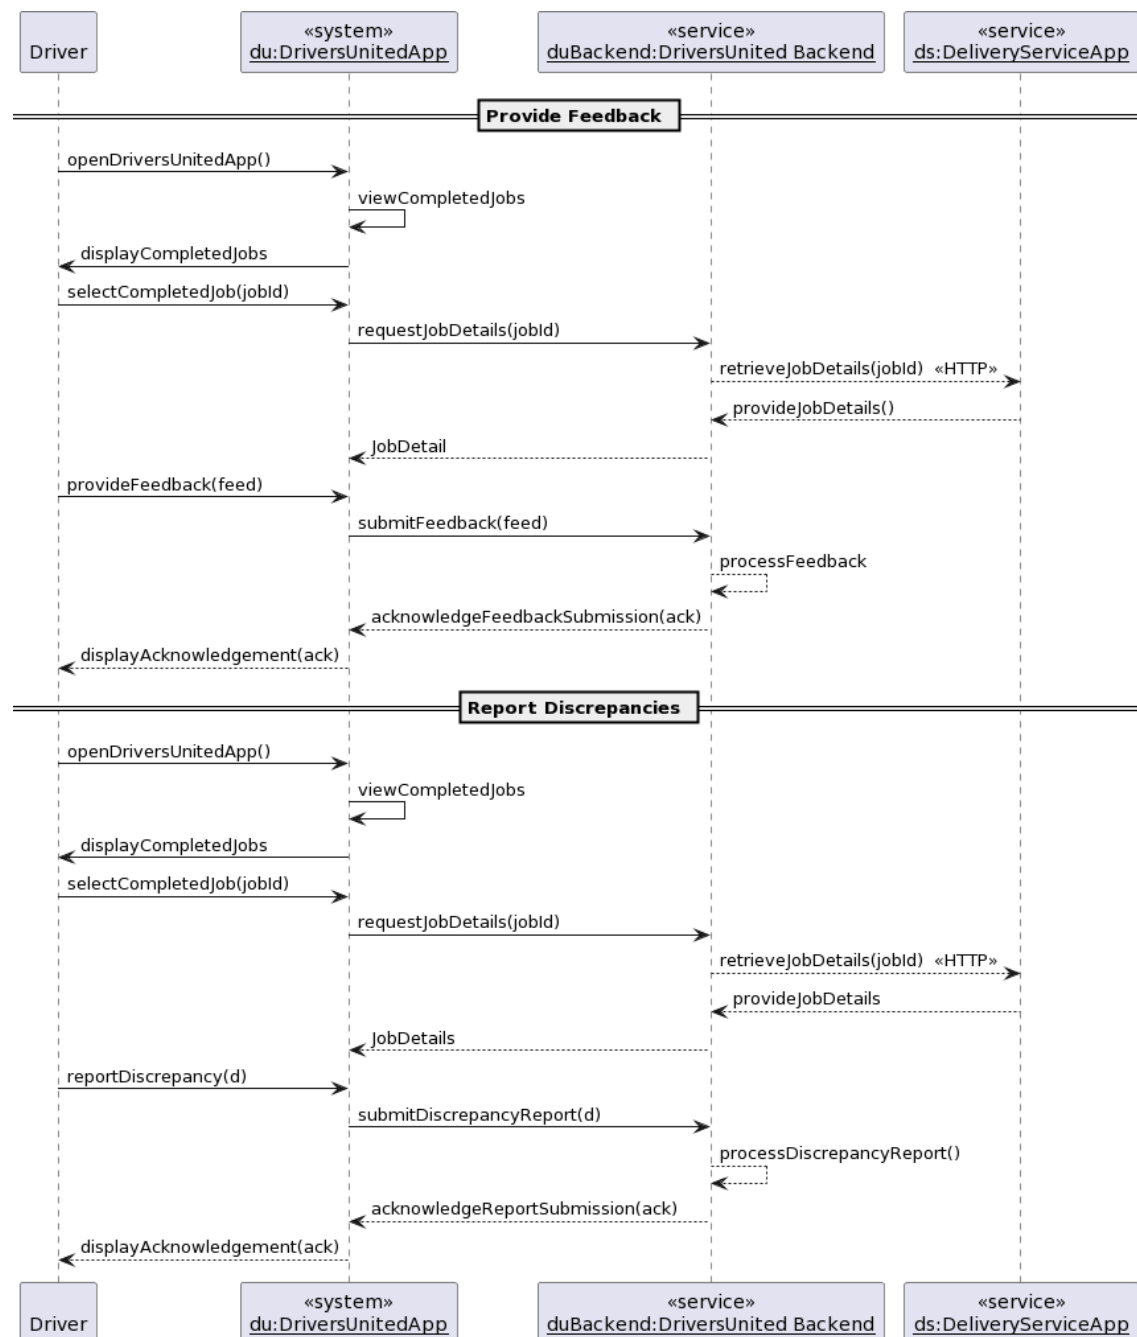 Driver
«system»
du:DriversUnitedApp
«service»
duBackend:DriversUnited Backend
«service»
ds:DeliveryServiceApp
Provide Feedback
openDriversUnitedApp()
viewCompletedJobs
displayCompletedJobs
selectCompletedJob(jobId)
requestJobDetails(jobId)
retrieveJobDetails(jobId) «HTTP»
provideJobDetails()
JobDetail
provideFeedback(feed)
submitFeedback(feed)
processFeedback
acknowledgeFeedbackSubmission(ack)
displayAcknowledgement(ack)
Report Discrepancies
openDriversUnitedApp()
viewCompletedJobs
displayCompletedJobs
selectCompletedJob(jobId)
requestJobDetails(jobId)
retrieveJobDetails(jobId) «HTTP»
provideJobDetails
JobDetails
reportDiscrepancy(d)
submitDiscrepancyReport(d)
processDiscrepancyReport()
acknowledgeReportSubmission(ack)
displayAcknowledgement(ack)
Driver
«system»
du:DriversUnitedApp
«service»
duBackend:DriversUnited Backend
«service»
ds:DeliveryServiceApp